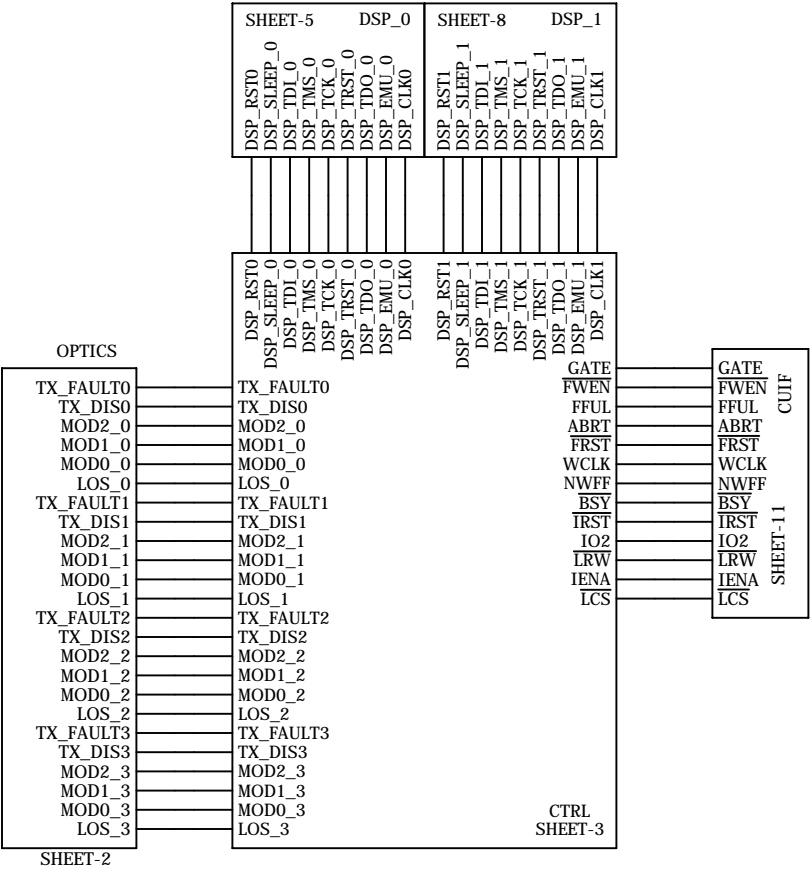 SHEET-5 DSP_0
SHEET-8 DSP_1
DSP_RST0
DSP_SLEEP_0
DSP_TDI_0
DSP_TMS_0
DSP_TCK_0
DSP_TRST_0
DSP_TDO_0
DSP_EMU_0
DSP_CLK0
DSP_RST1
DSP_SLEEP_1
DSP_TDI_1
DSP_TMS_1
DSP_TCK_1
DSP_TRST_1
DSP_TDO_1
DSP_EMU_1
DSP_CLK1
DSP_RST0
DSP_SLEEP_0
DSP_TDI_0
DSP_TMS_0
DSP_TCK_0
DSP_TRST_0
DSP_TDO_0
DSP_EMU_0
DSP_CLK0
DSP_RST1
DSP_SLEEP_1
DSP_TDI_1
DSP_TMS_1
DSP_TCK_1
DSP_TRST_1
DSP_TDO_1
DSP_EMU_1
DSP_CLK1
OPTICS
TX_FAULT0
TX_DIS0
MOD2_0
MOD1_0
MOD0_0
LOS_0
TX_FAULT1
TX_DIS1
MOD2_1
MOD1_1
MOD0_1
LOS_1
TX_FAULT2
TX_DIS2
MOD2_2
MOD1_2
MOD0_2
LOS_2
TX_FAULT3
TX_DIS3
MOD2_3
MOD1_3
MOD0_3
LOS_3
SHEET-2
TX_FAULT0
TX_DIS0
MOD2_0
MOD1_0
MOD0_0
LOS_0
TX_FAULT1
TX_DIS1
MOD2_1
MOD1_1
MOD0_1
LOS_1
TX_FAULT2
TX_DIS2
MOD2_2
MOD1_2
MOD0_2
LOS_2
TX_FAULT3
TX_DIS3
MOD2_3
MOD1_3
MOD0_3
LOS_3
GATE
FWEN
FFUL
ABRT
FRST
WCLK
NWFF
BSY
IRST
IO2
LRW
IENA
LCS
CTRL
SHEET-3
GATE
FWEN
FFUL
ABRT
FRST
WCLK
NWFF
BSY
IRST
IO2
LRW
IENA
LCS
CUIF
SHEET-11